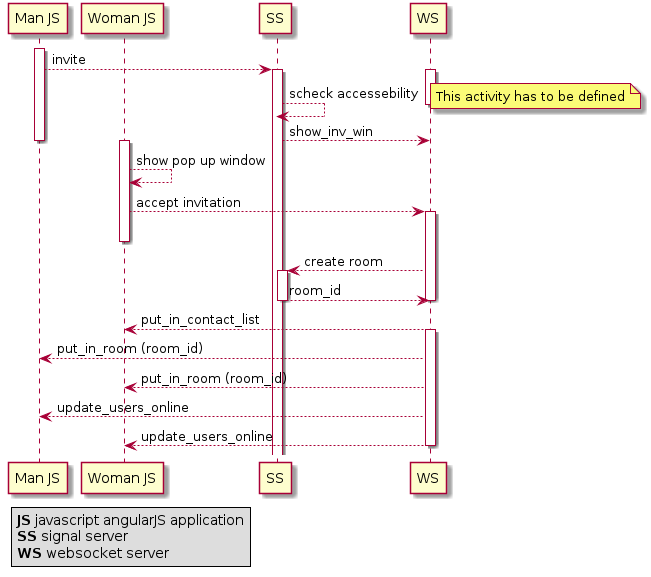 Man JS
Woman JS
SS
WS
invite
scheck accessebility
This activity has to be defined
show_inv_win
show pop up window
accept invitation
create room
room_id
put_in_contact_list
put_in_room (room_id)
put_in_room (room_id)
update_users_online
update_users_online
Man JS
Woman JS
SS
WS
JS javascript angularJS application
SS signal server
WS websocket server